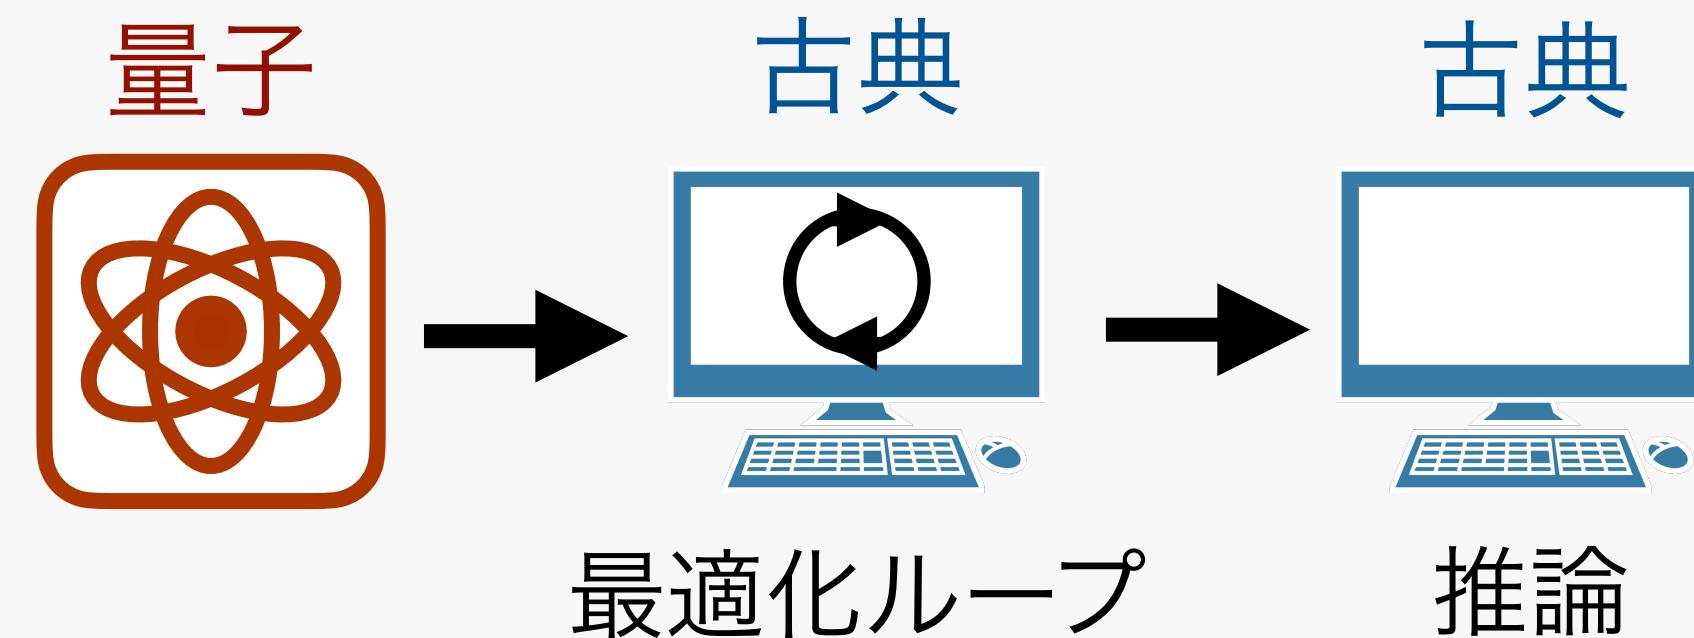 量子
古典
古典
最適化ループ
推論